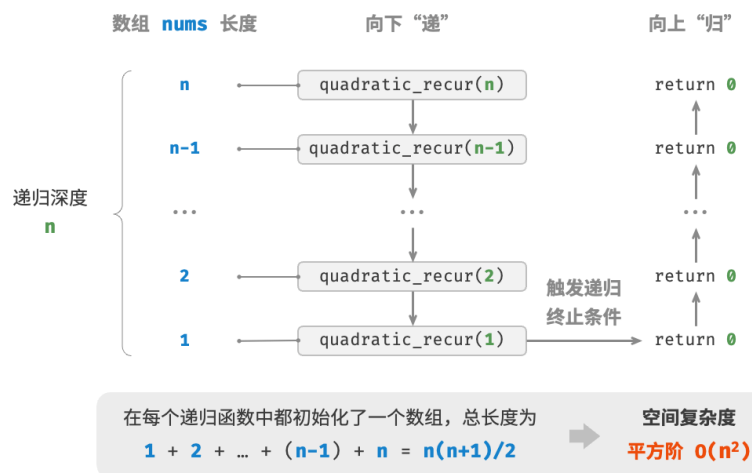 数组 nums 长度 向下“递” 向上“归”
n quadratic_recur(n) return 0
n-1 quadratic_recur(n-1) return 0
递归深度
n
... ... ...
2 quadratic_recur(2) return 0
触发递归
终止条件
1 quadratic_recur(1) return 0
在每个递归函数中都初始化了一个数组，总长度为
1 + 2 + … + (n-1) + n = n(n+1)/2
空间复杂度
平方阶 O(n²)